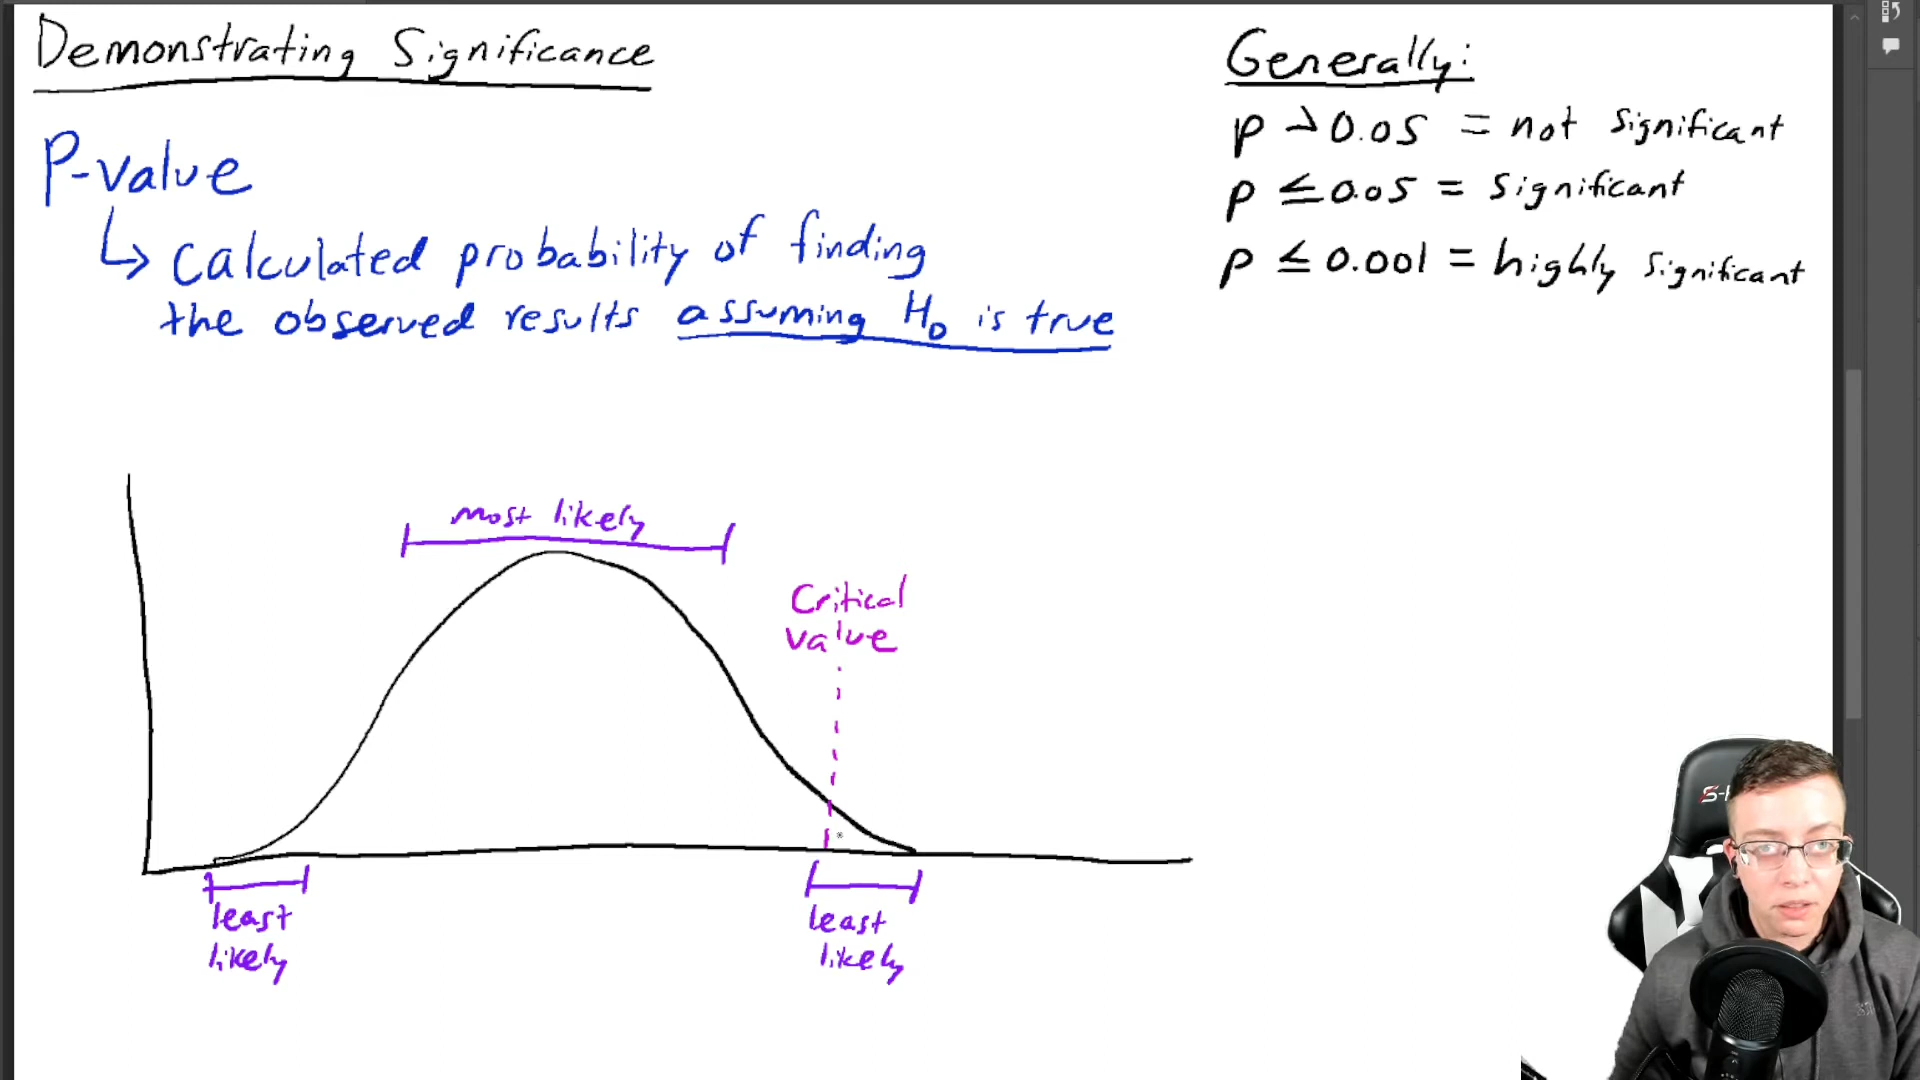 Demonstrating Significance
P-value
↳ Calculated probability of finding
the observed results assuming H₀ is true
Generally:
p > 0.05 = not significant
p ≤ 0.05 = significant
p ≤ 0.001 = highly significant
most likely
Critical
value
least
likely
least
likely